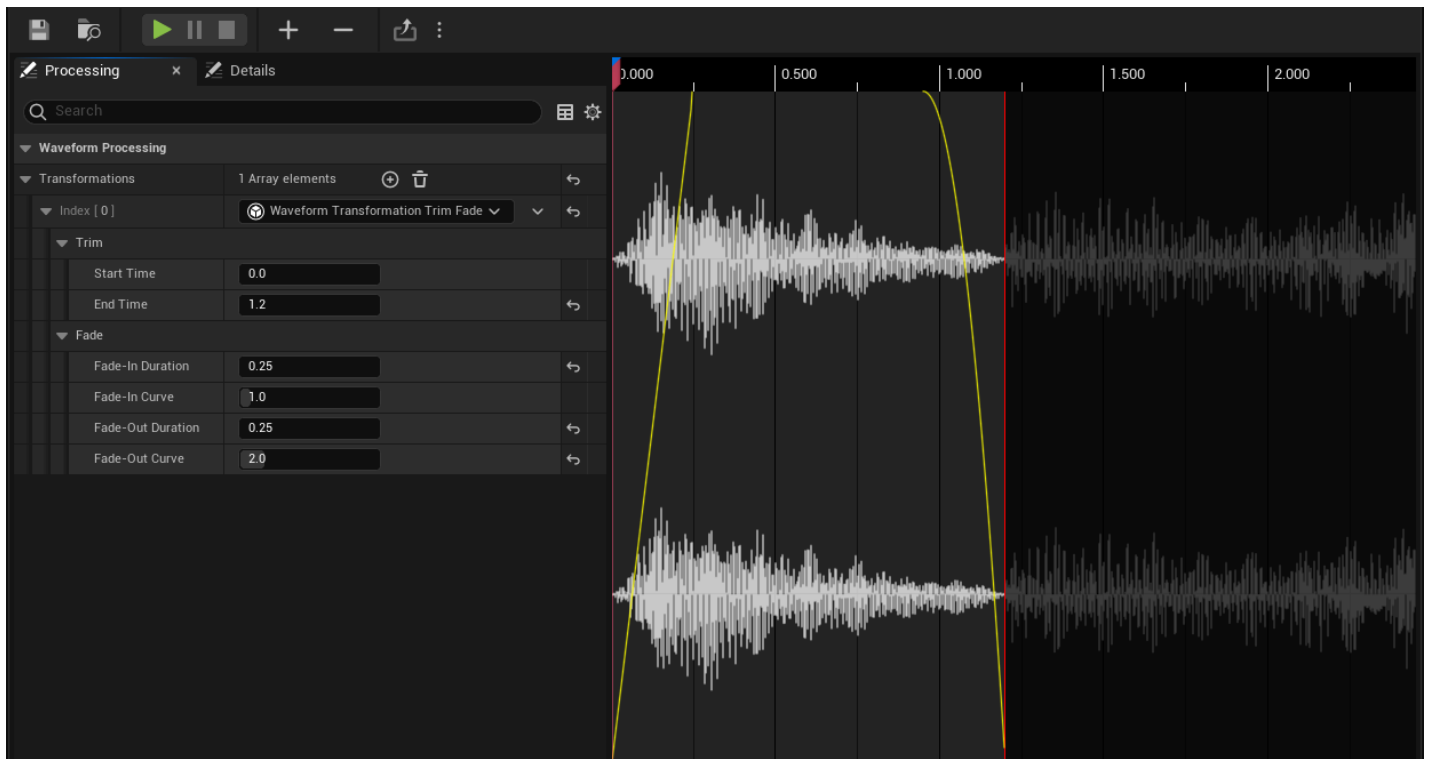 Processing × Details
Search
Waveform Processing
Transformations 1 Array elements
Index [ 0 ] Waveform Transformation Trim Fade
Trim
Start Time 0.0
End Time 1.2
Fade
Fade-In Duration 0.25
Fade-In Curve 1.0
Fade-Out Duration 0.25
Fade-Out Curve 2.0
0.000 0.500 1.000 1.500 2.000